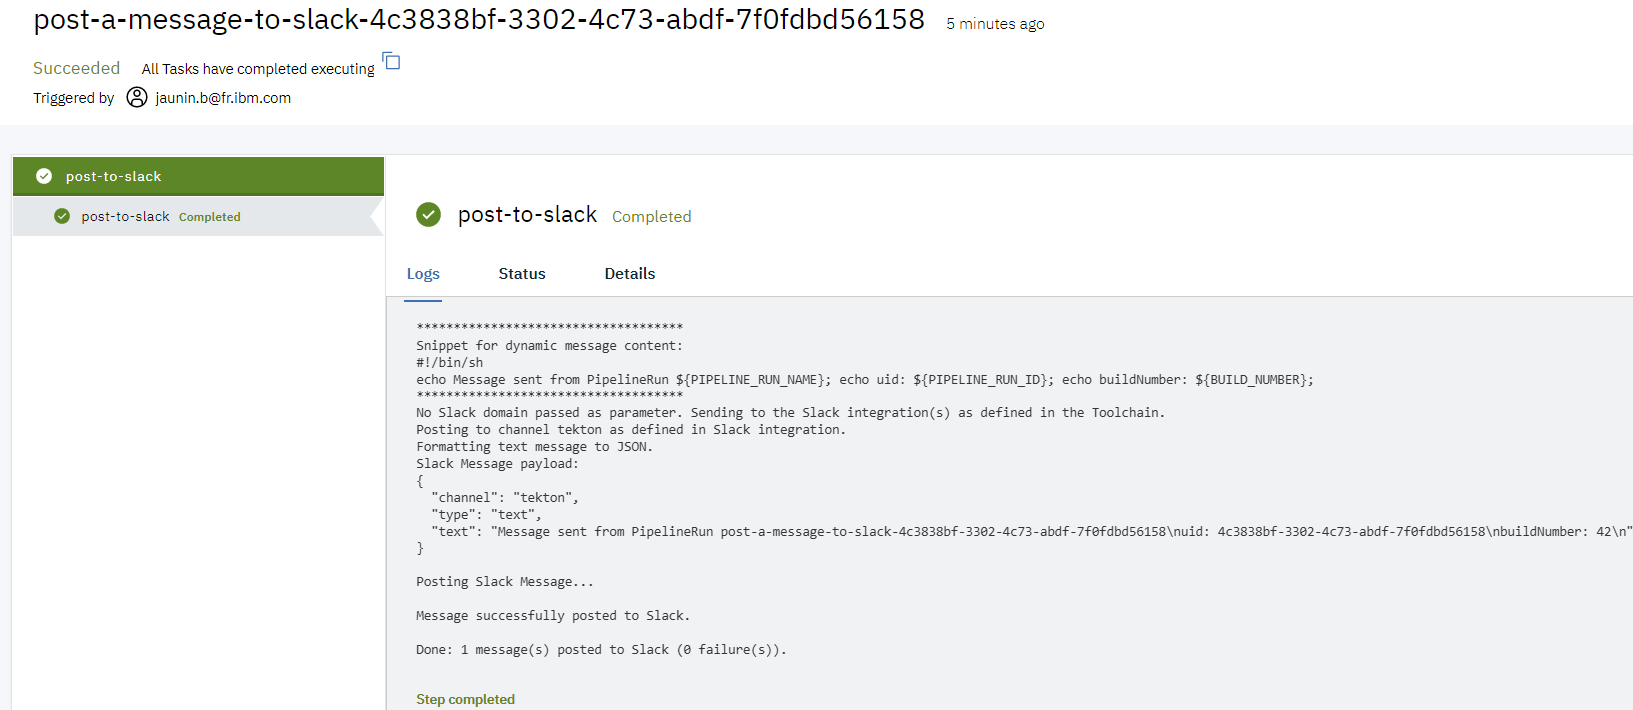 post-a-message-to-slack-4c3838bf-3302-4c73-abdf-7f0fdbd56158 5 minutes ago
Succeeded All Tasks have completed executing
Triggered by jaunin.b@fr.ibm.com
post-to-slack
post-to-slack Completed
post-to-slack Completed
Logs Status Details
************************************
Snippet for dynamic message content:
#!/bin/sh
echo Message sent from PipelineRun ${PIPELINE_RUN_NAME}; echo uid: ${PIPELINE_RUN_ID}; echo buildNumber: ${BUILD_NUMBER};
************************************
No Slack domain passed as parameter. Sending to the Slack integration(s) as defined in the Toolchain.
Posting to channel tekton as defined in Slack integration.
Formatting text message to JSON.
Slack Message payload:
{
  "channel": "tekton",
  "type": "text",
  "text": "Message sent from PipelineRun post-a-message-to-slack-4c3838bf-3302-4c73-abdf-7f0fdbd56158\nuid: 4c3838bf-3302-4c73-abdf-7f0fdbd56158\nbuildNumber: 42\n"
}
Posting Slack Message...
Message successfully posted to Slack.
Done: 1 message(s) posted to Slack (0 failure(s)).
Step completed